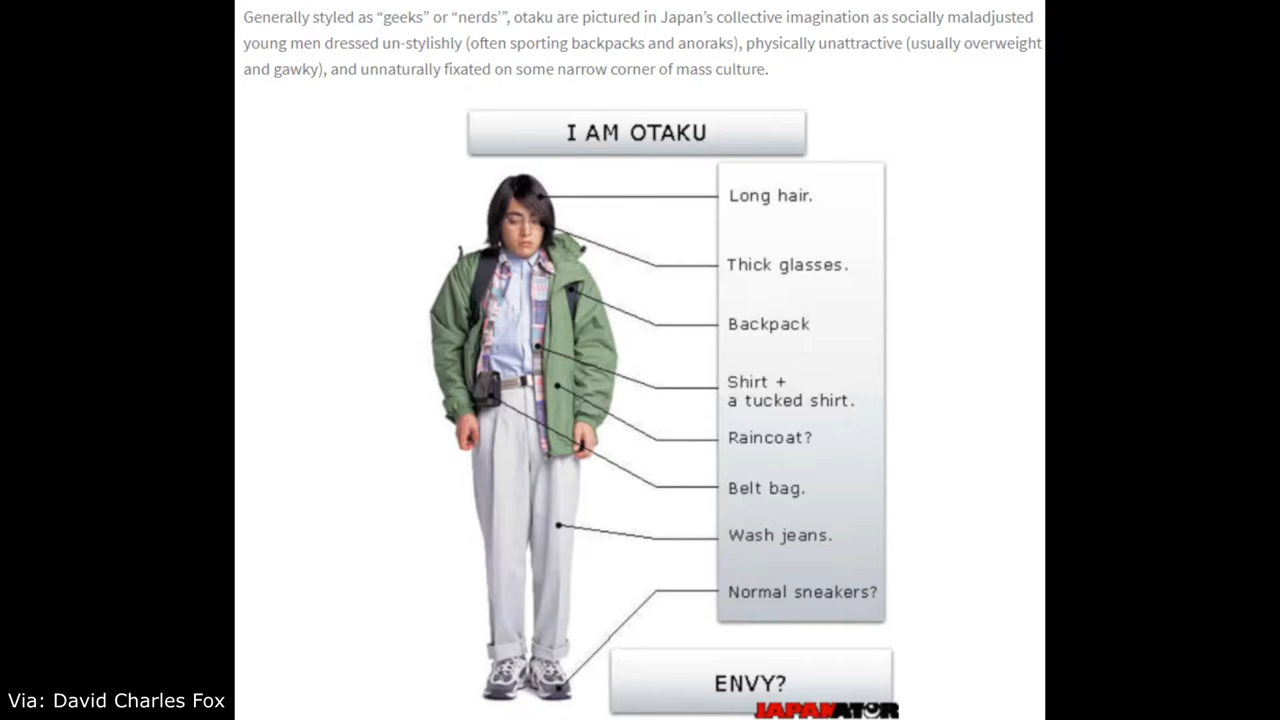 Generally styled as “geeks” or “nerds’”, otaku are pictured in Japan’s collective imagination as socially maladjusted
young men dressed un-stylishly (often sporting backpacks and anoraks), physically unattractive (usually overweight
and gawky), and unnaturally fixated on some narrow corner of mass culture.
I AM OTAKU
Long hair.
Thick glasses.
Backpack
Shirt +
a tucked shirt.
Raincoat?
Belt bag.
Wash jeans.
Normal sneakers?
ENVY?
JAPANATOR
Via: David Charles Fox